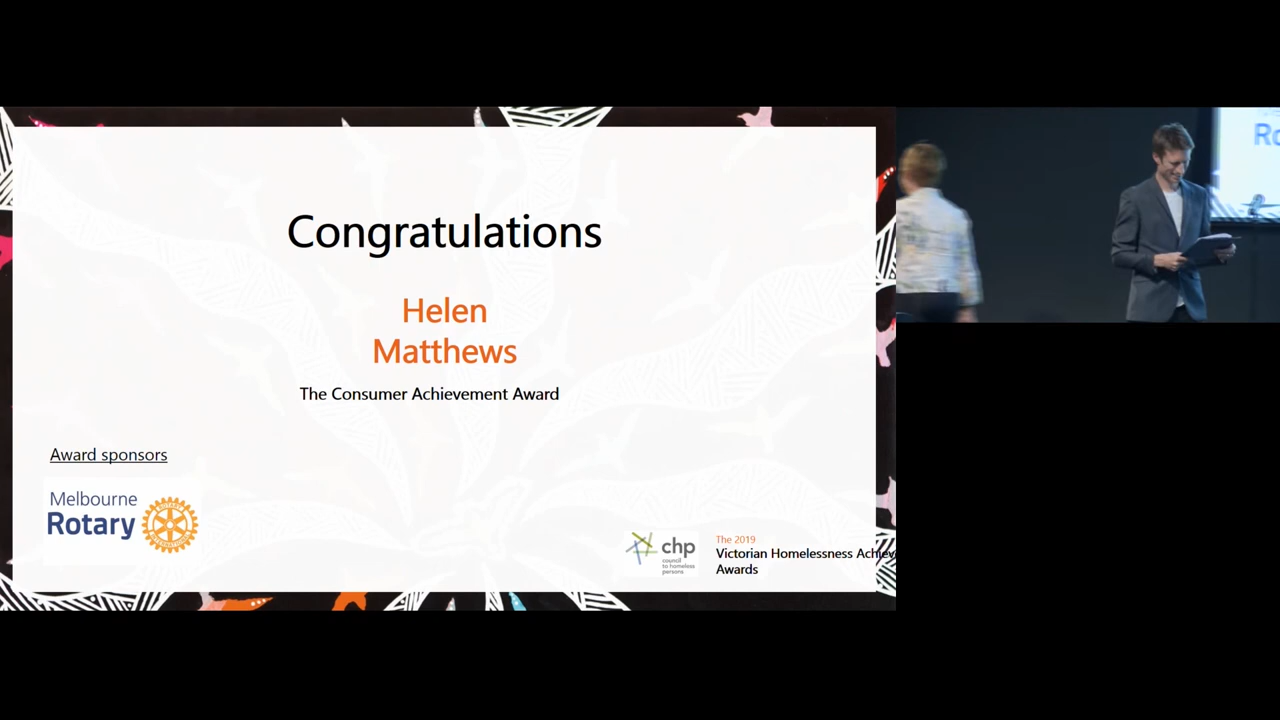 Congratulations
Helen
Matthews
The Consumer Achievement Award
Award sponsors
Melbourne
Rotary
chp
council
to homeless
persons
The 2019
Victorian Homelessness Achiev
Awards